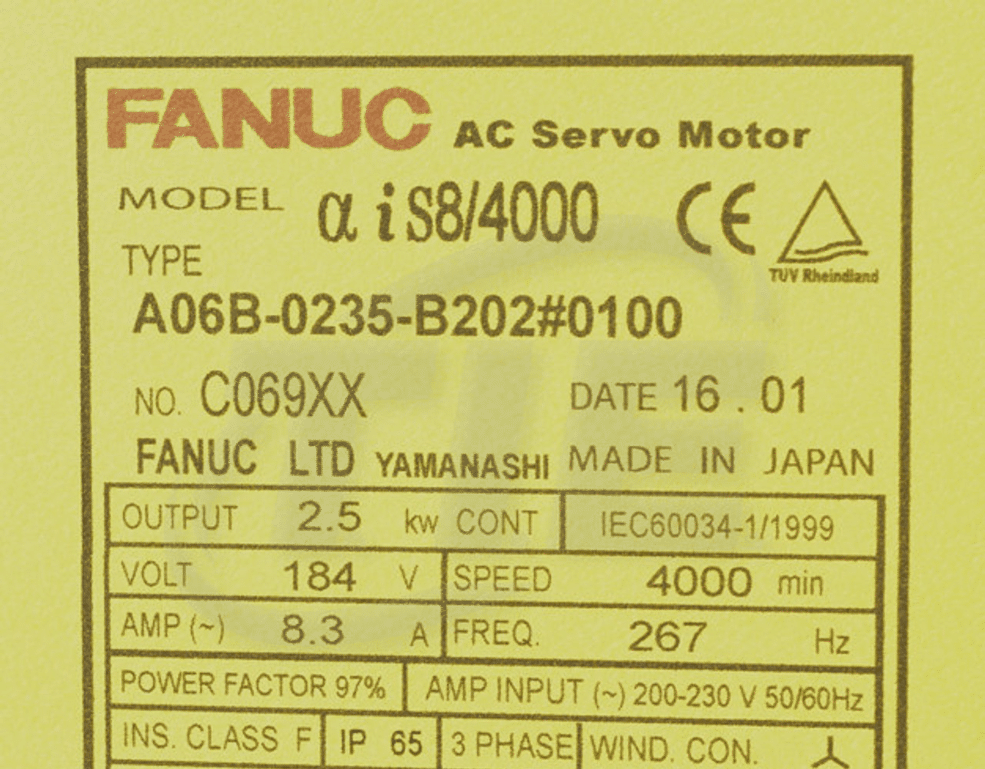 FANUC AC Servo Motor
MODEL α iS8/4000 CE
TUV Rheindland
TYPE
A06B-0235-B202#0100
NO. C069XX DATE 16 . 01
FANUC LTD YAMANASHI MADE IN JAPAN
OUTPUT 2.5 kw CONT IEC60034-1/1999
VOLT 184 V SPEED 4000 min
AMP (~) 8.3 A FREQ. 267 Hz
POWER FACTOR 97% AMP INPUT (~) 200-230 V 50/60Hz
INS. CLASS F IP 65 3 PHASE WIND. CON.